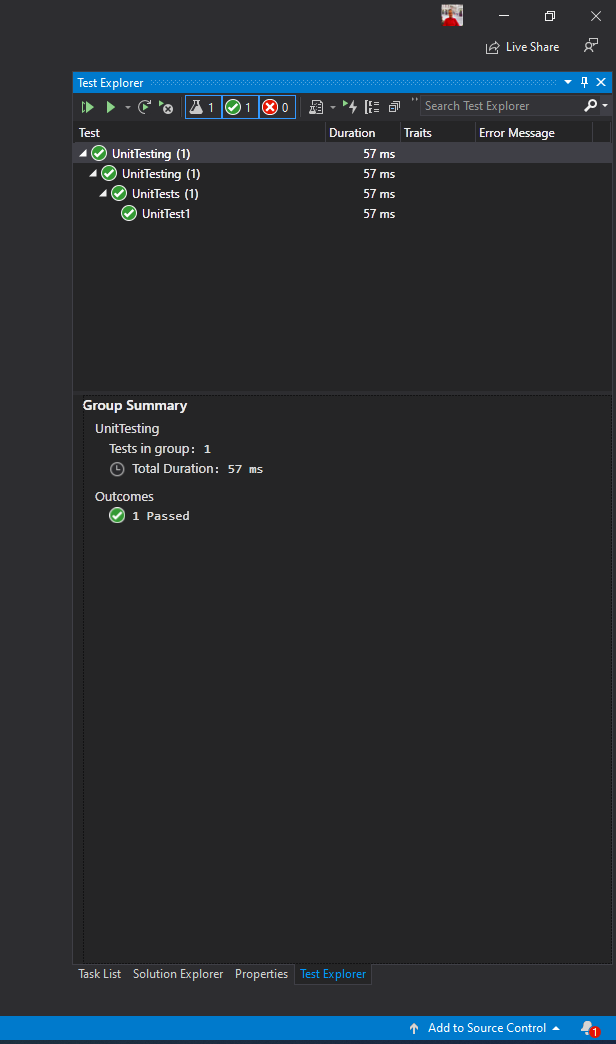 Live Share
Test Explorer
1 1 0 Search Test Explorer
Test Duration Traits Error Message
UnitTesting (1) 57 ms
UnitTesting (1) 57 ms
UnitTests (1) 57 ms
UnitTest1 57 ms
Group Summary
UnitTesting
Tests in group: 1
Total Duration: 57 ms
Outcomes
1 Passed
Task List Solution Explorer Properties Test Explorer
Add to Source Control 1